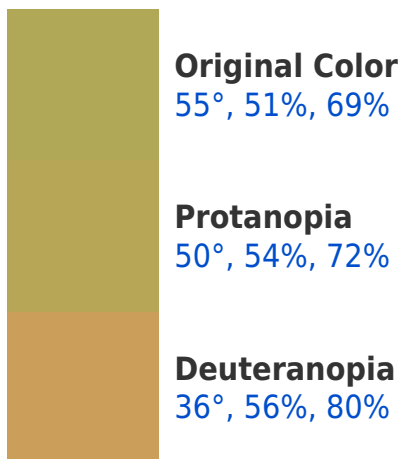 Original Color
55°, 51%, 69%
Protanopia
50°, 54%, 72%
Deuteranopia
36°, 56%, 80%